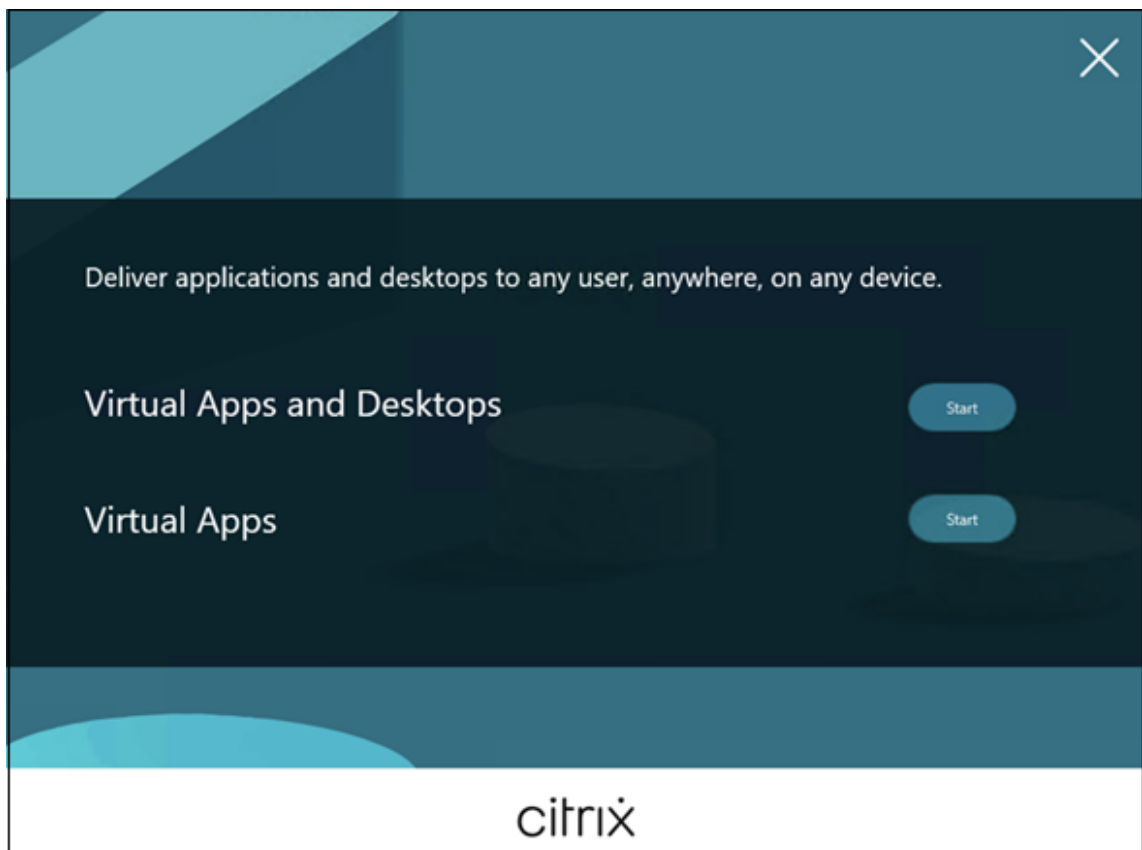 Deliver applications and desktops to any user, anywhere, on any device.
Virtual Apps and Desktops
Start
Virtual Apps
Start
citrix